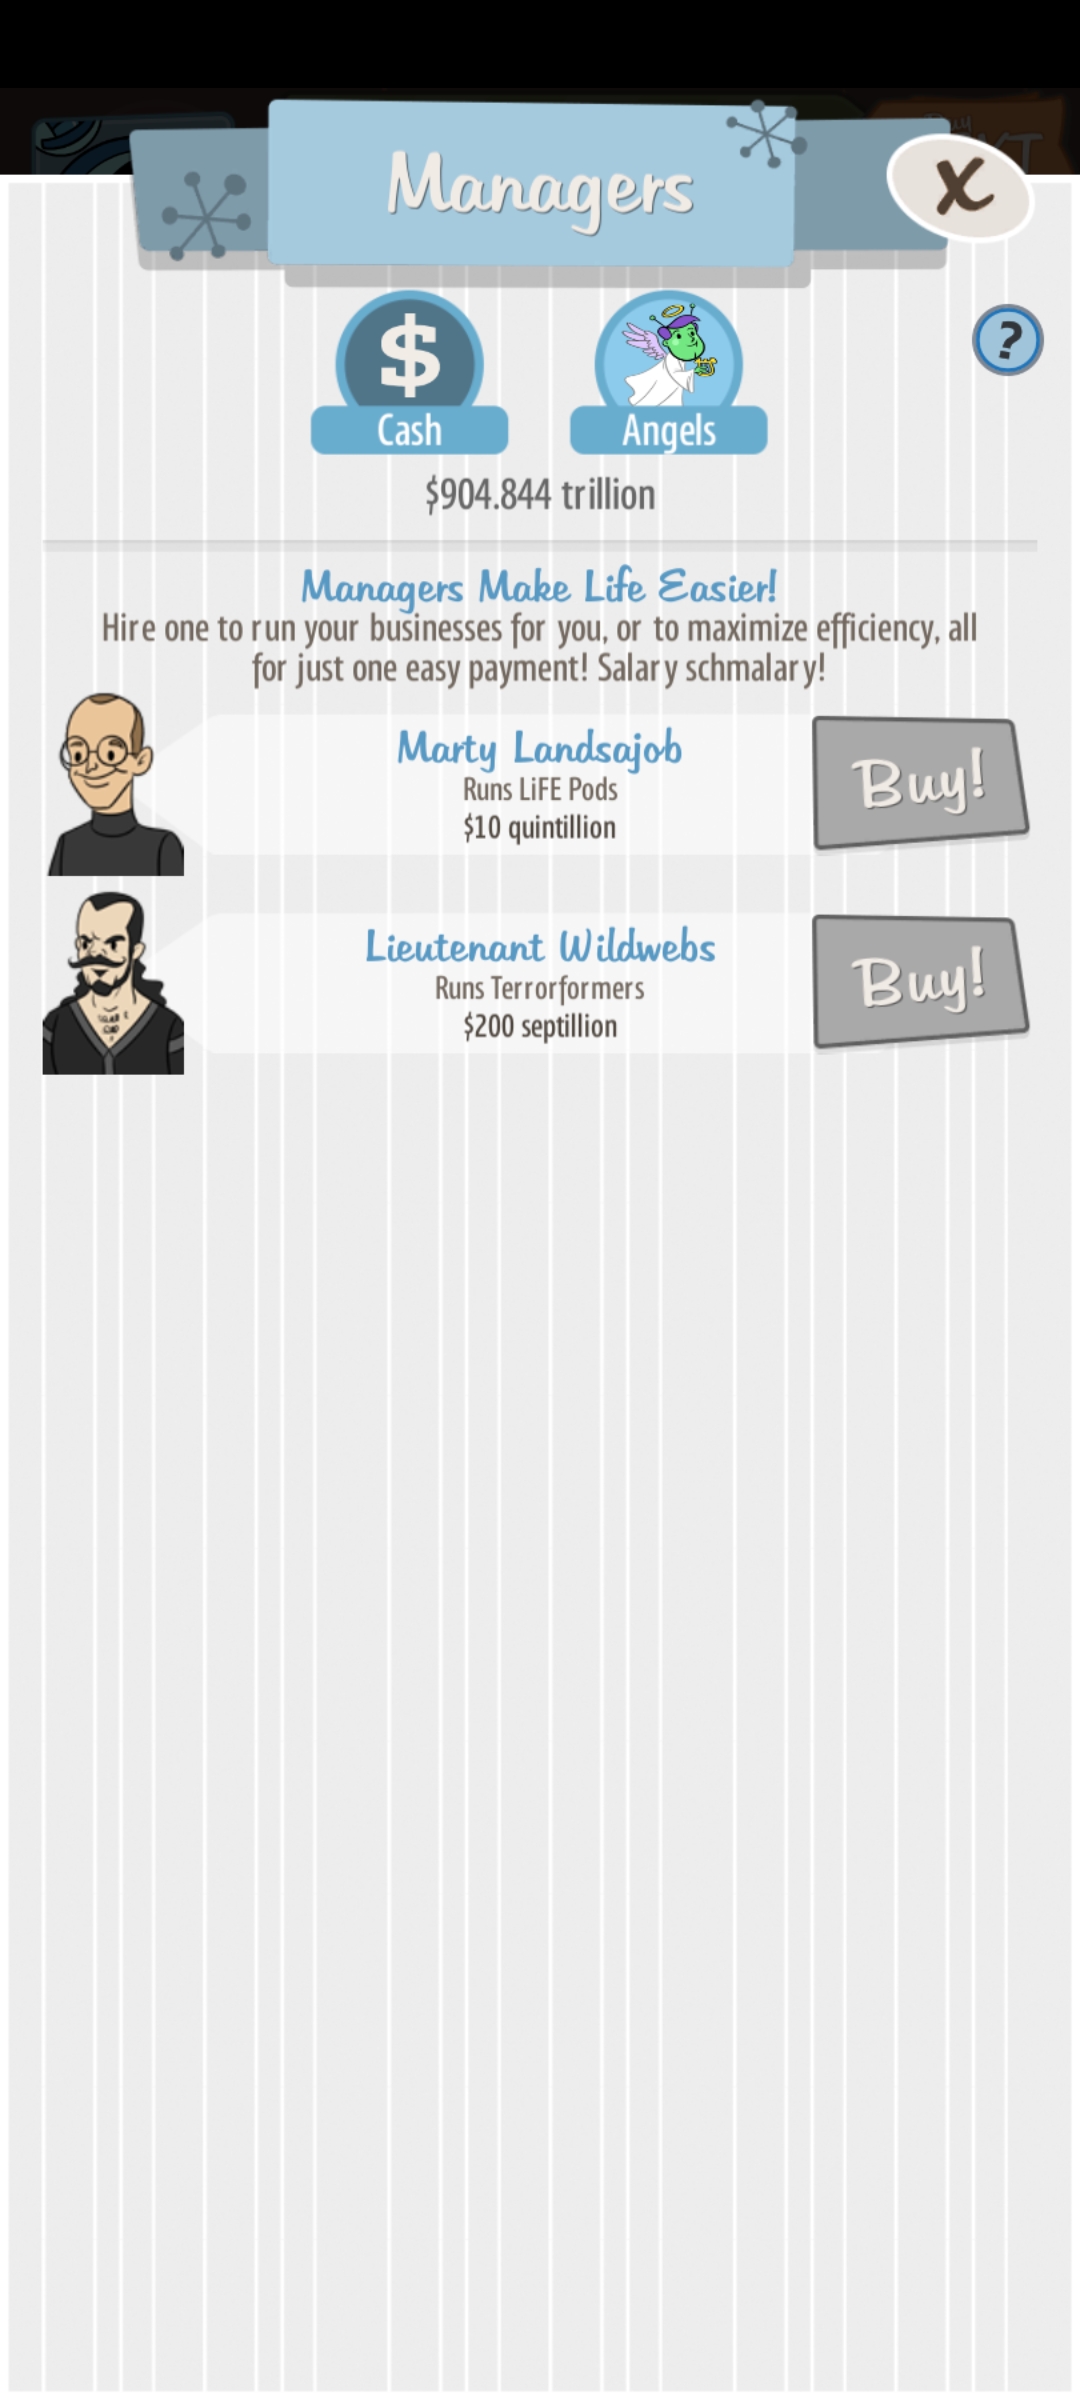 Managers
X
$
?
Cash
Angels
$904.844 trillion
Managers Make Life Easier!
Hire one to run your businesses for you, or to maximize efficiency, all
for just one easy payment! Salary schmalary!
Marty Landsajob
Runs LiFE Pods
$10 quintillion
Buy!
Lieutenant Wildwebs
Runs Terrorformers
$200 septillion
Buy!